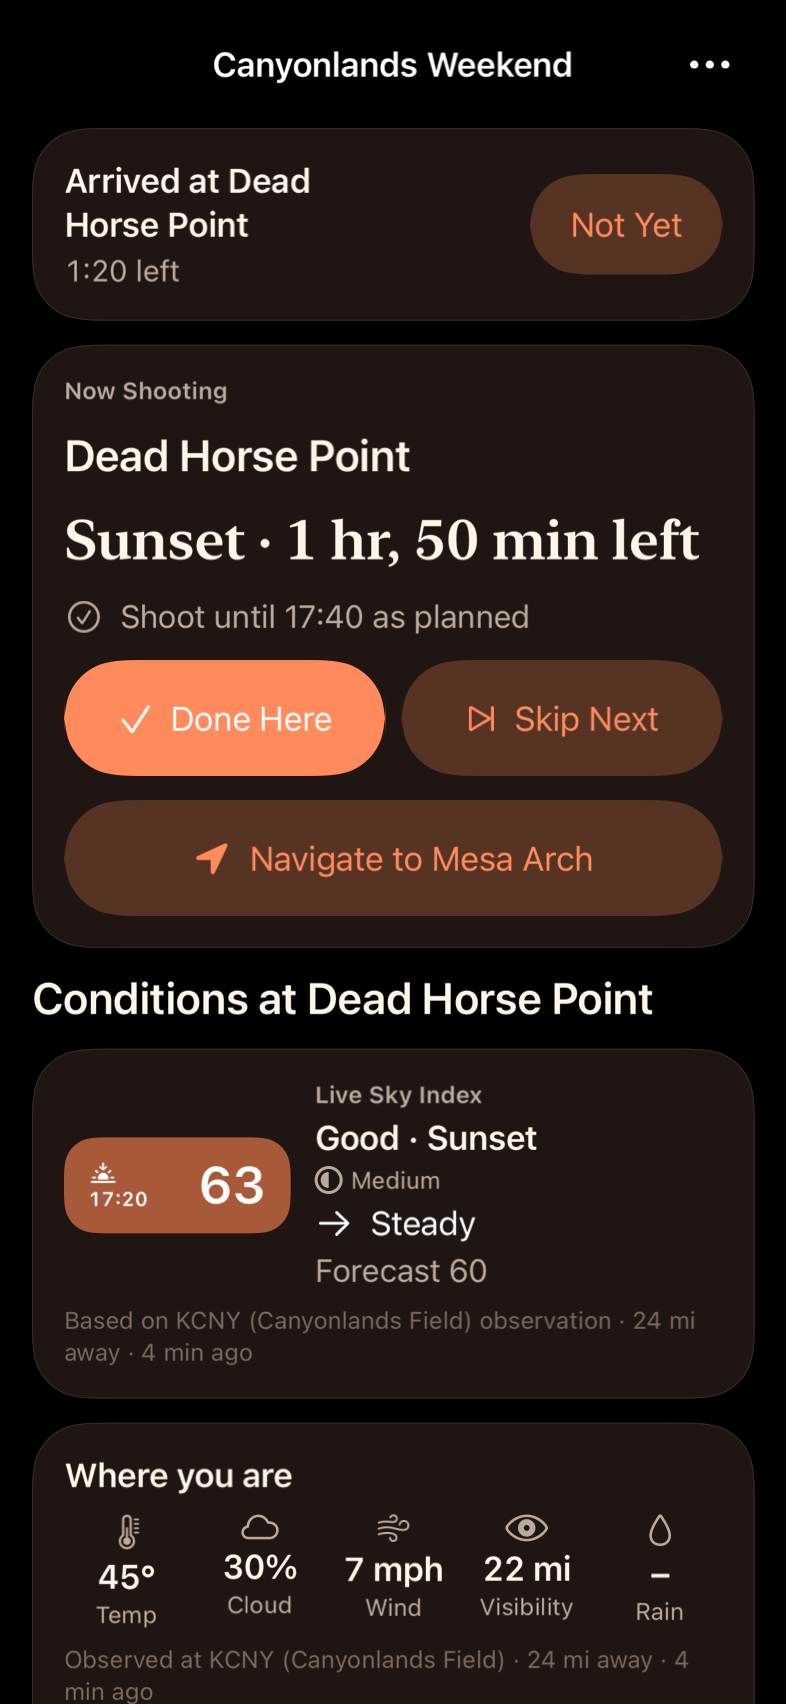 Canyonlands Weekend
Arrived at Dead
Horse Point
1:20 left
Not Yet
Now Shooting
Dead Horse Point
Sunset · 1 hr, 50 min left
Shoot until 17:40 as planned
Done Here
Skip Next
Navigate to Mesa Arch
Conditions at Dead Horse Point
17:20
63
Live Sky Index
Good · Sunset
Medium
Steady
Forecast 60
Based on KCNY (Canyonlands Field) observation · 24 mi
away · 4 min ago
Where you are
45° 30% 7 mph 22 mi –
Temp Cloud Wind Visibility Rain
Observed at KCNY (Canyonlands Field) · 24 mi away · 4
min ago